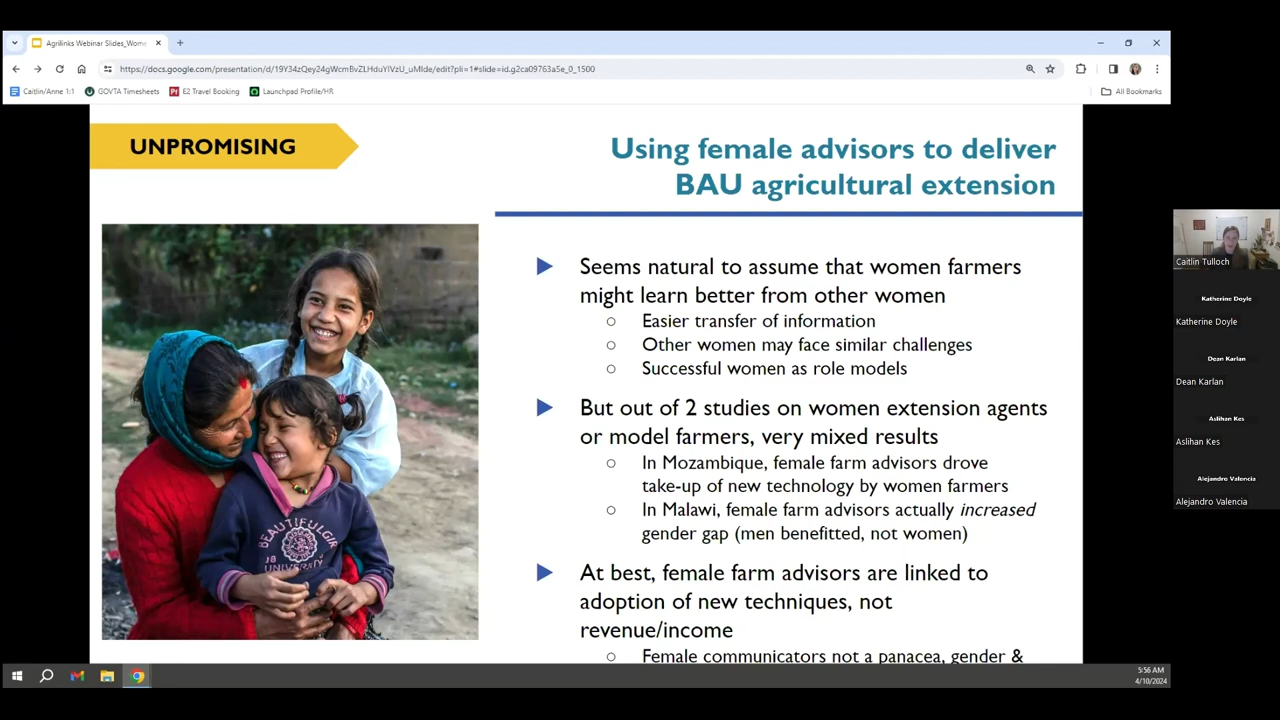 Agrilinks Webinar Slides_Wome
https://docs.google.com/presentation/d/19Y34zQey24gWcmBvZLHduYlVzU_uMlde/edit?pli=1#slide=id.g2ca09763a5e_0_1500
Caitlin/Anne 1:1 GOVTA Timesheets E2 Travel Booking Launchpad Profile/HR All Bookmarks
UNPROMISING
Using female advisors to deliver
BAU agricultural extension
Seems natural to assume that women farmers
might learn better from other women
Easier transfer of information
Other women may face similar challenges
Successful women as role models
But out of 2 studies on women extension agents
or model farmers, very mixed results
In Mozambique, female farm advisors drove
take-up of new technology by women farmers
In Malawi, female farm advisors actually increased
gender gap (men benefitted, not women)
At best, female farm advisors are linked to
adoption of new techniques, not
revenue/income
Female communicators not a panacea, gender &
BEAUTIFUL GIR
18
UNIVERSITY
Caitlin Tulloch
Katherine Doyle
Katherine Doyle
Dean Karlan
Dean Karlan
Aslihan Kes
Aslihan Kes
Alejandro Valencia
Alejandro Valencia
5:56 AM
4/10/2024